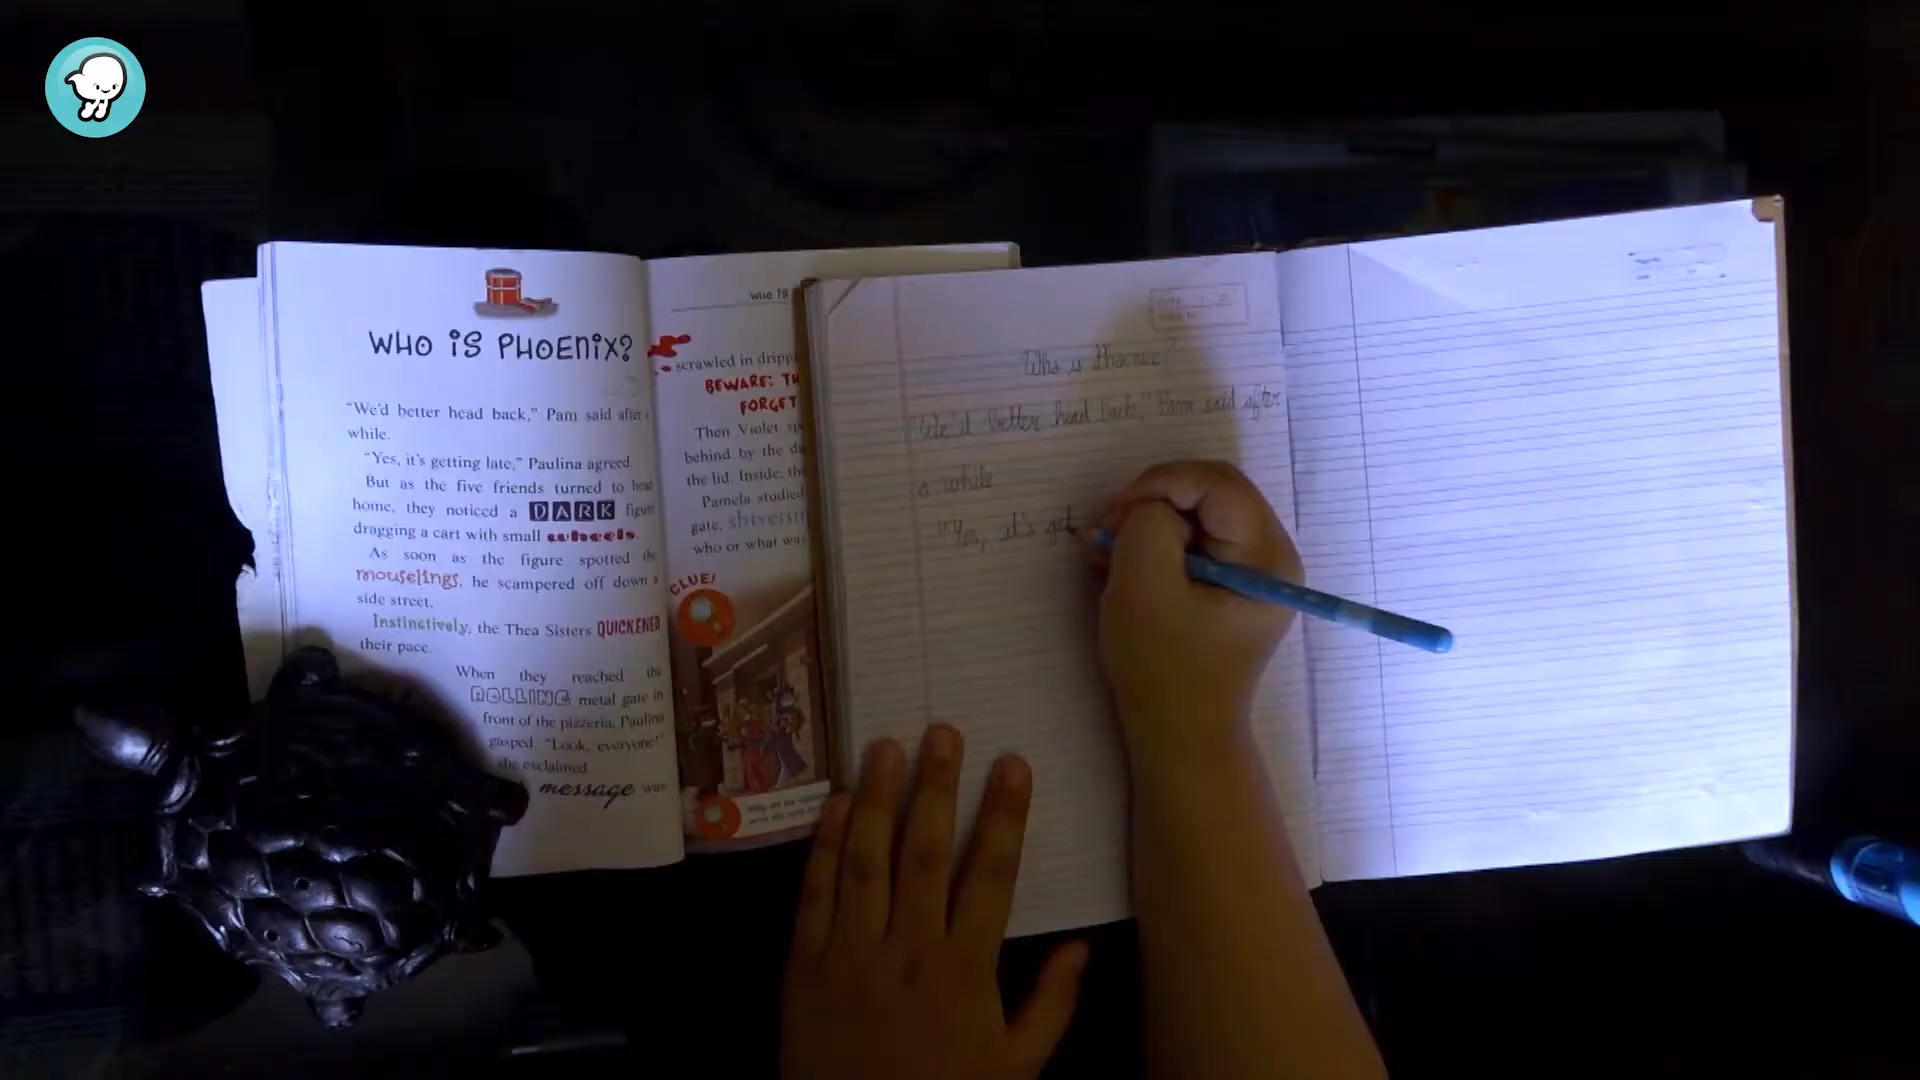 WHO iS PHOENiX?
"We'd better head back," Pam said after a
while.
"Yes, it's getting late," Paulina agreed.
But as the five friends turned to head
home, they noticed a DARK figure
dragging a cart with small wheels.
As soon as the figure spotted the
mouselings, he scampered off down a
side street.
Instinctively, the Thea Sisters QUICKENED
their pace.
When they reached the
ROLLING metal gate in
front of the pizzeria, Paulina
gasped. "Look, everyone!"
she exclaimed.
message was
WHO IS
scrawled in dripp
BEWARE: TH
FORGET
Then Violet sp
behind by the da
the lid. Inside, the
Pamela studied
gate, shiverin
who or what wa
CLUE!
Who is Phoenix?
"We'd better head back," Pam said after
a while
"Yes, it's get